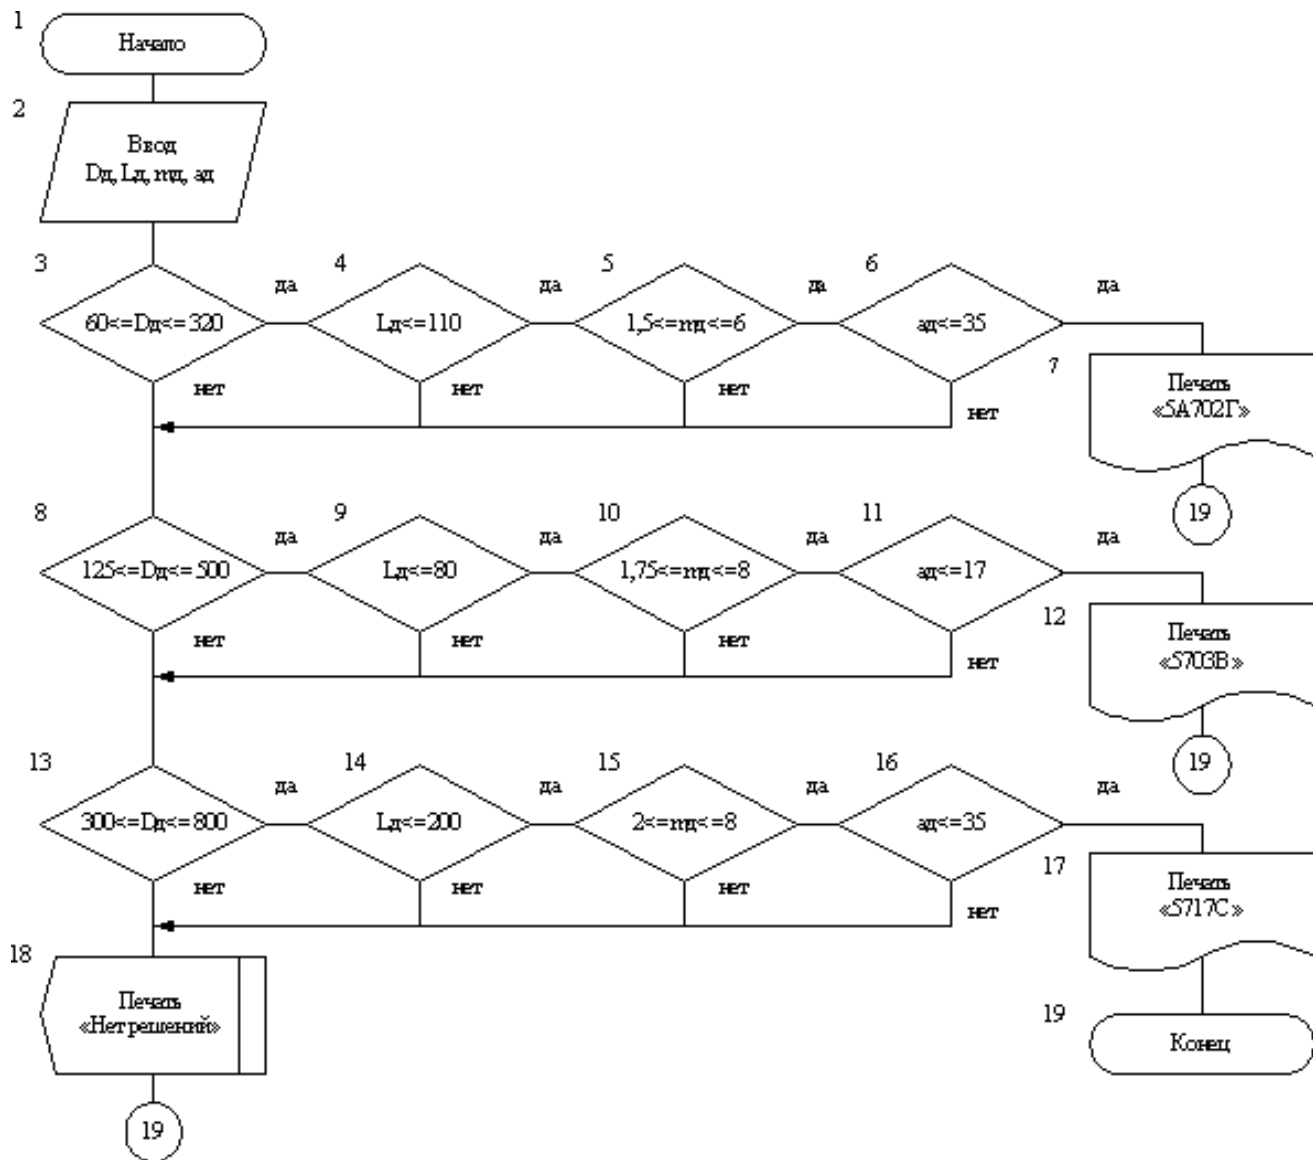 1
Начало
2
Ввод
Dд, Lд, mд, aд
3
60<=Dд<=320
да
нет
4
Lд<=110
да
нет
5
1,5<=mд<=6
да
нет
6
aд<=35
да
нет
7
Печать
«5А702Г»
19
8
125<=Dд<=500
да
нет
9
Lд<=80
да
нет
10
1,75<=mд<=8
да
нет
11
aд<=17
да
нет
12
Печать
«5703В»
19
13
300<=Dд<=800
да
нет
14
Lд<=200
да
нет
15
2<=mд<=8
да
нет
16
aд<=35
да
нет
17
Печать
«5717С»
18
Печать
«Нет решений»
19
19
Конец